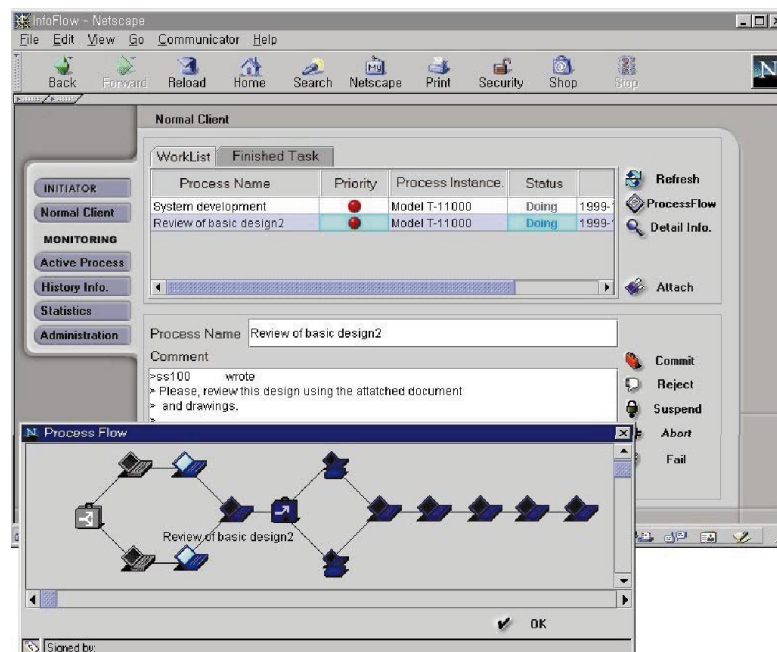 InfoFlow - Netscape
File Edit View Go Communicator Help
Back Forward Reload Home Search Netscape Print Security Shop Stop
My
N
Normal Client
WorkList Finished Task
Process Name Priority Process Instance. Status
System development Model T-11000 Doing 1999-
Review of basic design2 Model T-11000 Doing 1999-
Refresh
ProcessFlow
Detail Info.
Attach
INITIATOR
Normal Client
MONITORING
Active Process
History Info.
Statistics
Administration
Process Name Review of basic design2
Comment
>ss100 wrote
> Please, review this design using the attatched document
> and drawings.
>
Commit
Reject
Suspend
Abort
Fail
N Process Flow
Review of basic design2
OK
Signed by: